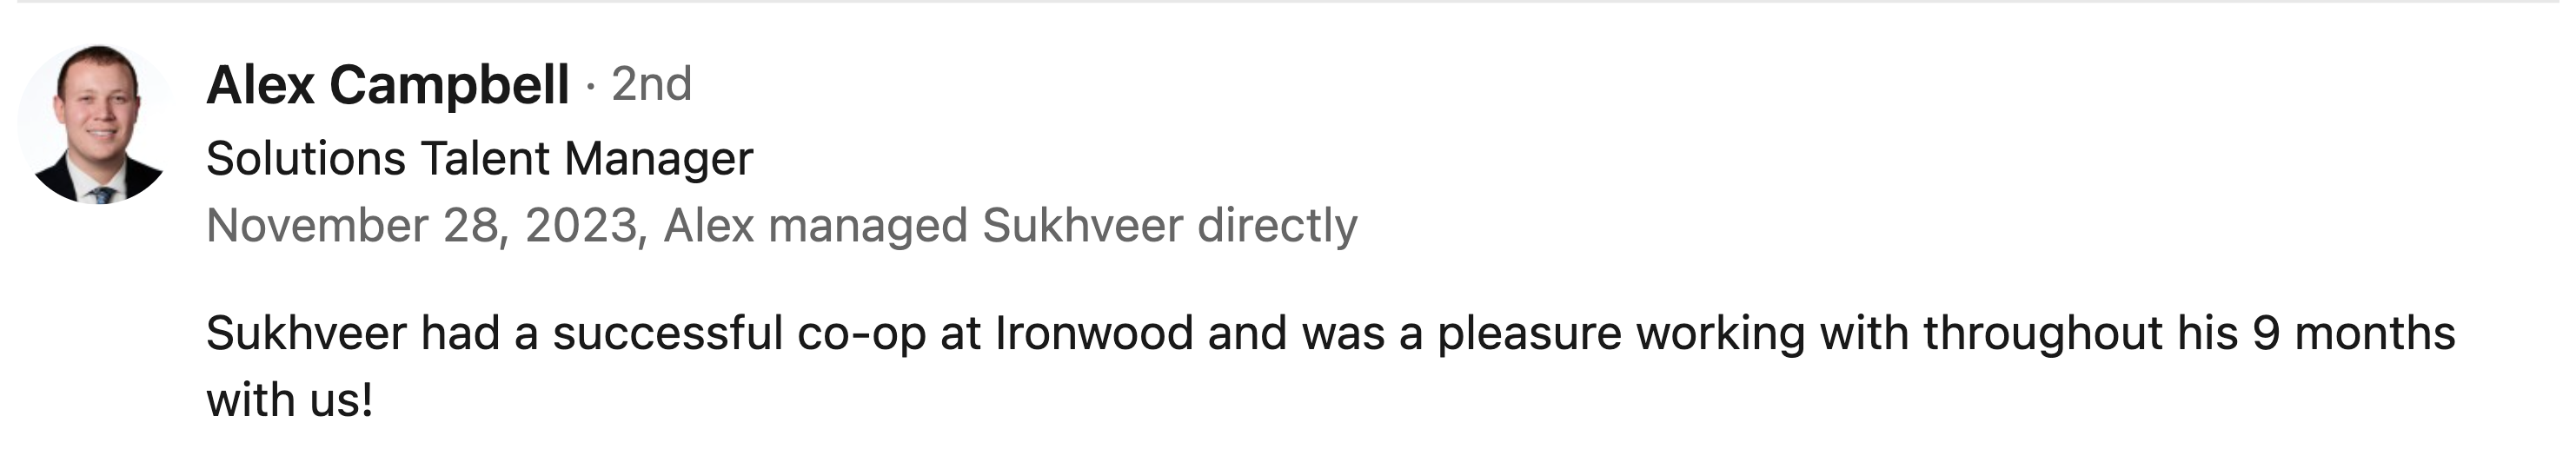 Alex Campbell · 2nd
Solutions Talent Manager
November 28, 2023, Alex managed Sukhveer directly
Sukhveer had a successful co-op at Ironwood and was a pleasure working with throughout his 9 months
with us!